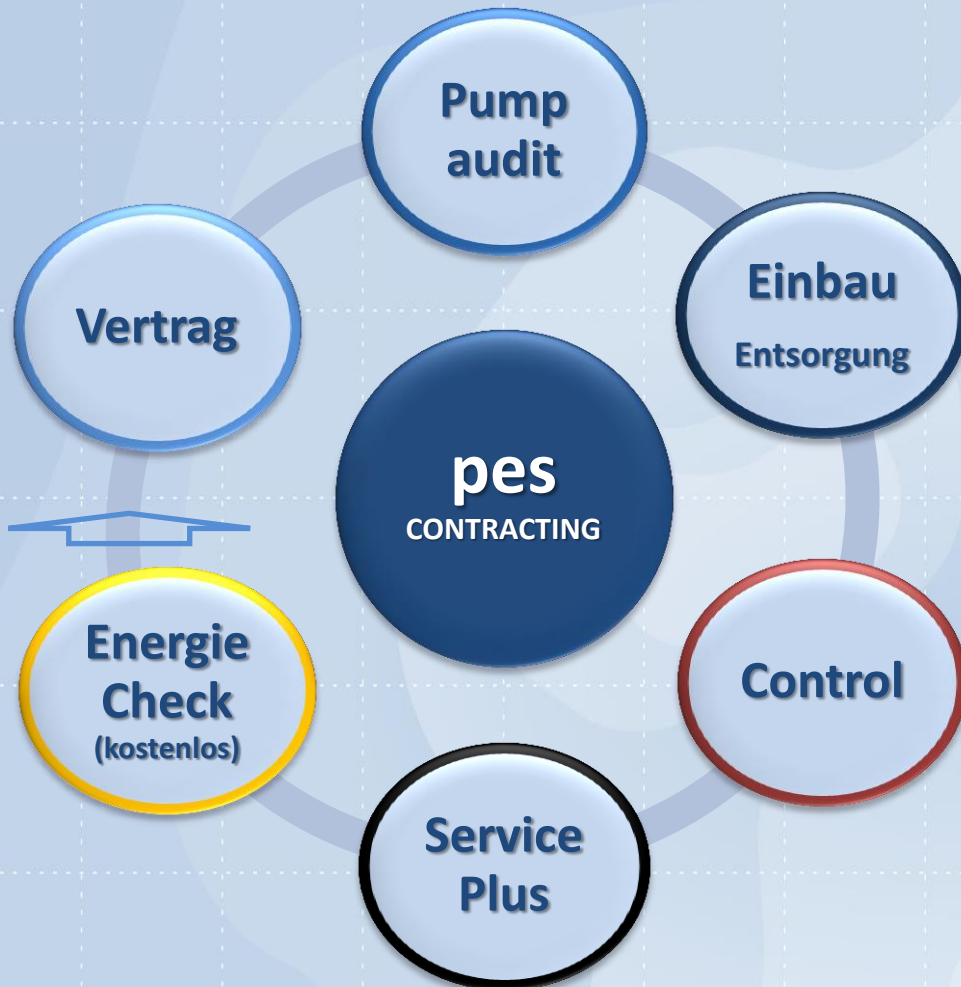 Pump
audit
Einbau
Entsorgung
Vertrag
pes
CONTRACTING
Energie
Check
(kostenlos)
Control
Service
Plus